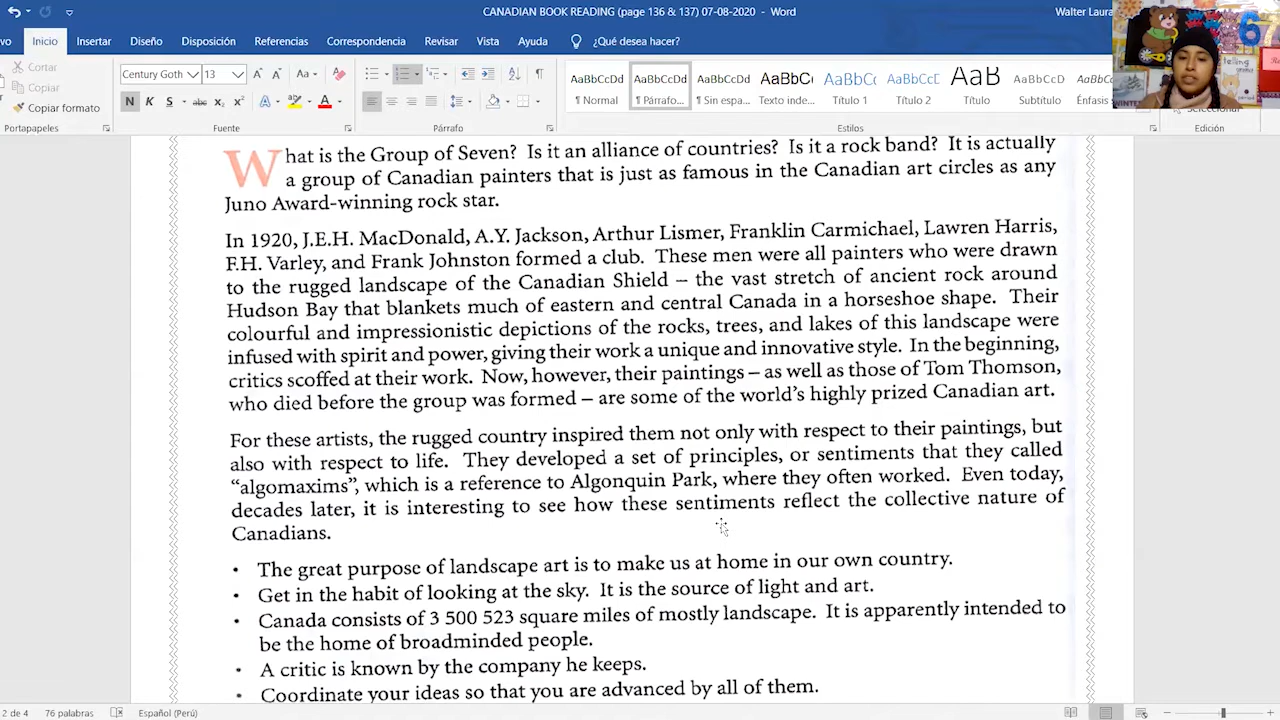 CANADIAN BOOK READING (page 136 & 137) 07-08-2020 - Word
Walter Laura
Inicio Insertar Diseño Disposición Referencias Correspondencia Revisar Vista Ayuda ¿Qué desea hacer?
Cortar
Copiar
Copiar formato
Portapapeles
Century Goth 13
N K S abc x₂ x²
Fuente
Párrafo
AaBbCcDd AaBbCcDd AaBbCcDd AaBbC AaBbCc AaBbCcD AaB AaBbCcD
¶ Normal ¶ Párrafo... ¶ Sin espa... Texto inde... Título 1 Título 2 Título Subtítulo Énfasis
Estilos
Edición
What is the Group of Seven? Is it an alliance of countries? Is it a rock band? It is actually
a group of Canadian painters that is just as famous in the Canadian art circles as any
Juno Award-winning rock star.
In 1920, J.E.H. MacDonald, A.Y. Jackson, Arthur Lismer, Franklin Carmichael, Lawren Harris,
F.H. Varley, and Frank Johnston formed a club. These men were all painters who were drawn
to the rugged landscape of the Canadian Shield – the vast stretch of ancient rock around
Hudson Bay that blankets much of eastern and central Canada in a horseshoe shape. Their
colourful and impressionistic depictions of the rocks, trees, and lakes of this landscape were
infused with spirit and power, giving their work a unique and innovative style. In the beginning,
critics scoffed at their work. Now, however, their paintings – as well as those of Tom Thomson,
who died before the group was formed – are some of the world's highly prized Canadian art.
For these artists, the rugged country inspired them not only with respect to their paintings, but
also with respect to life. They developed a set of principles, or sentiments that they called
“algomaxims”, which is a reference to Algonquin Park, where they often worked. Even today,
decades later, it is interesting to see how these sentiments reflect the collective nature of
Canadians.
• The great purpose of landscape art is to make us at home in our own country.
• Get in the habit of looking at the sky. It is the source of light and art.
• Canada consists of 3 500 523 square miles of mostly landscape. It is apparently intended to
be the home of broadminded people.
• A critic is known by the company he keeps.
• Coordinate your ideas so that you are advanced by all of them.
2 de 4 76 palabras Español (Perú)